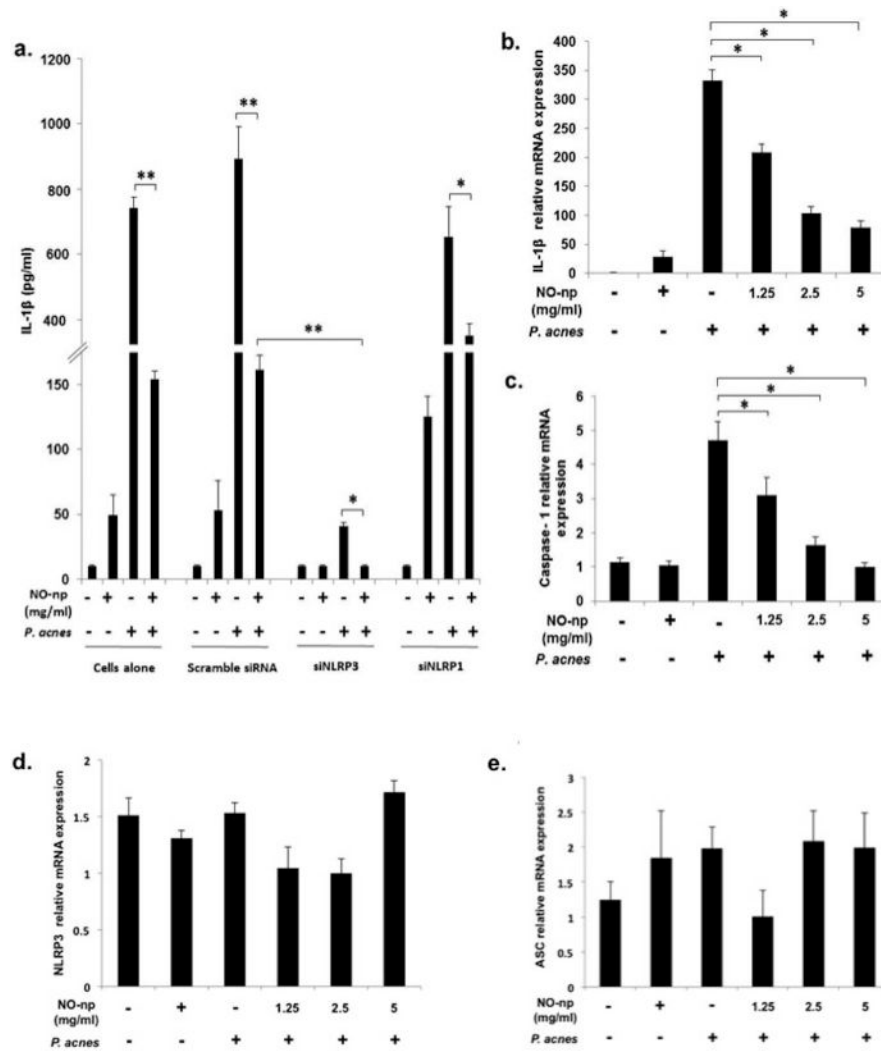 a.
1200
1000
800
600
400
150
100
50
0
IL-1β (pg/ml)
** ** ** * *
NO-np (mg/ml) - + - + - + - + - + - + - + - +
P. acnes - - + + - - + + - - + + - - + +
Cells alone Scramble siRNA siNLRP3 siNLRP1
b.
400
350
300
250
200
150
100
50
0
IL-1β relative mRNA expression
* * *
NO-np (mg/ml) - + - 1.25 2.5 5
P. acnes - - + + + +
c.
6
5
4
3
2
1
0
Caspase- 1 relative mRNA expression
* * *
NO-np (mg/ml) - + - 1.25 2.5 5
P. acnes - - + + + +
d.
2
1.5
1
0.5
0
NLRP3 relative mRNA expression
NO-np (mg/ml) - + - 1.25 2.5 5
P. acnes - - + + + +
e.
3
2.5
2
1.5
1
0.5
0
ASC relative mRNA expression
NO-np (mg/ml) - + - 1.25 2.5 5
P. acnes - - + + + +